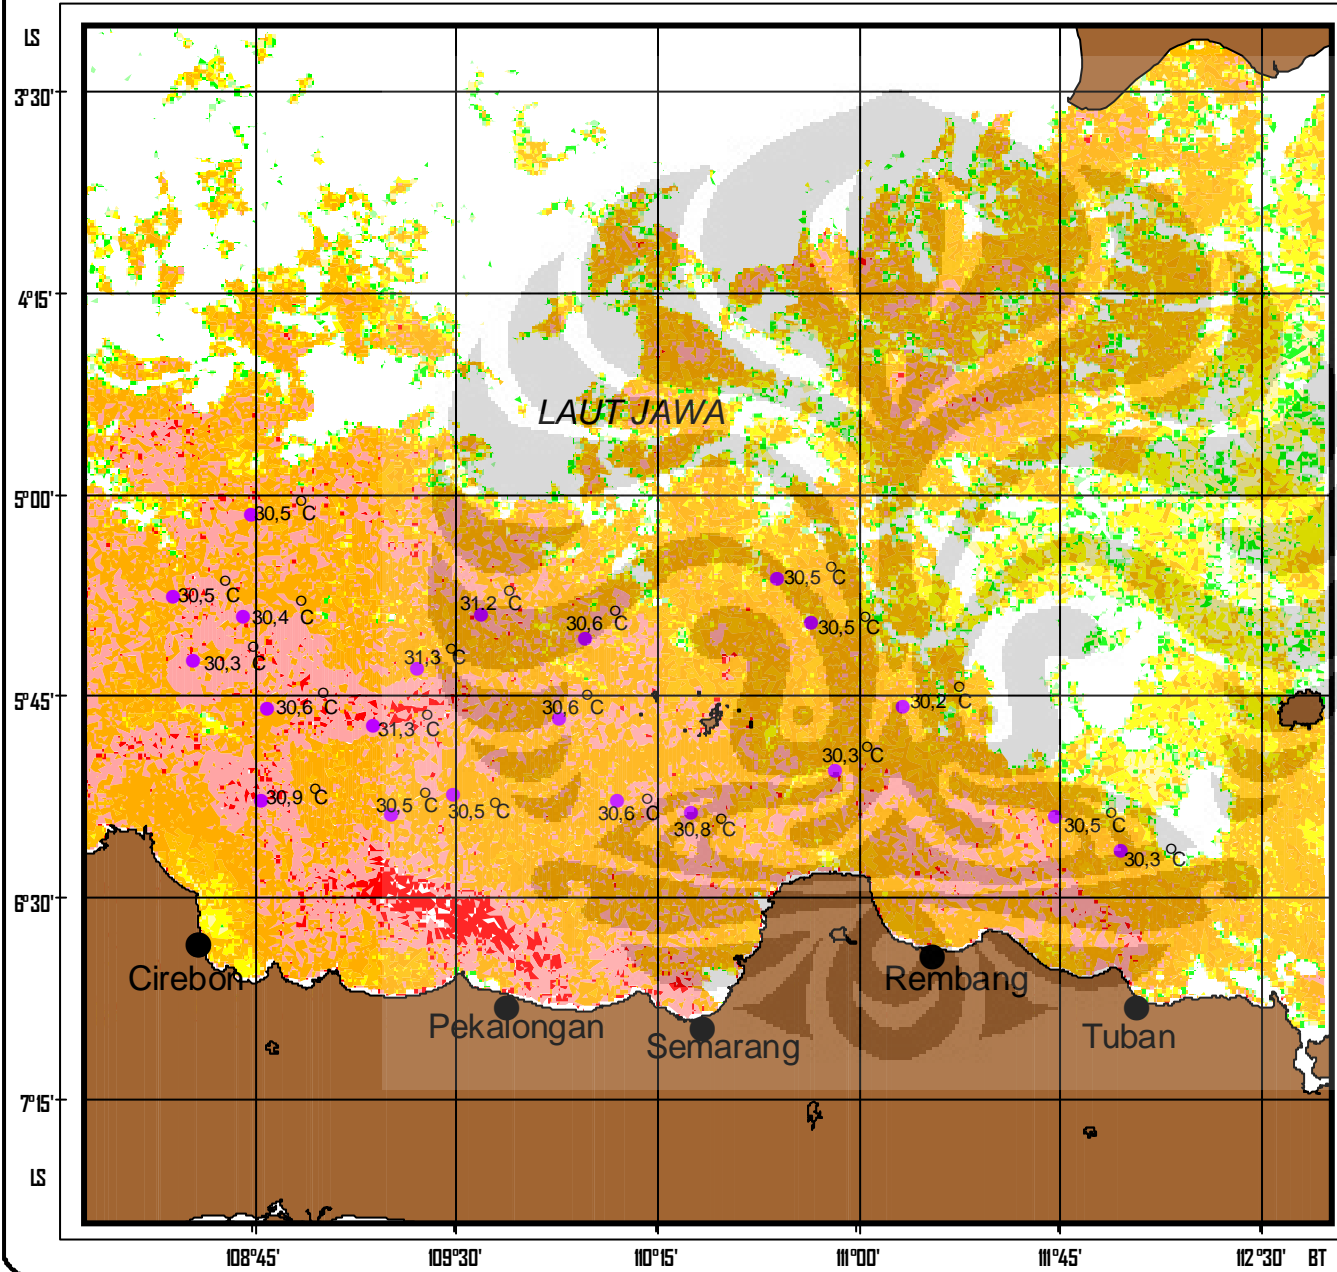 LS
3°30'
4°15'
LAUT JAWA
5°00'
30,5 °C
30,5 °C
30,5 °C
30,4 °C
31,2 °C
30,6 °C
30,5 °C
30,3 °C
31,3 °C
5°45'
30,6 °C
30,6 °C
30,2 °C
31,3 °C
30,3 °C
30,9 °C
30,5 °C
30,5 °C
30,6 °C
30,8 °C
30,5 °C
30,3 °C
6°30'
Cirebon
Rembang
Pekalongan
Semarang
Tuban
7°15'
LS
108°45'
109°30'
110°15'
111°00'
111°45'
112°30'
BT